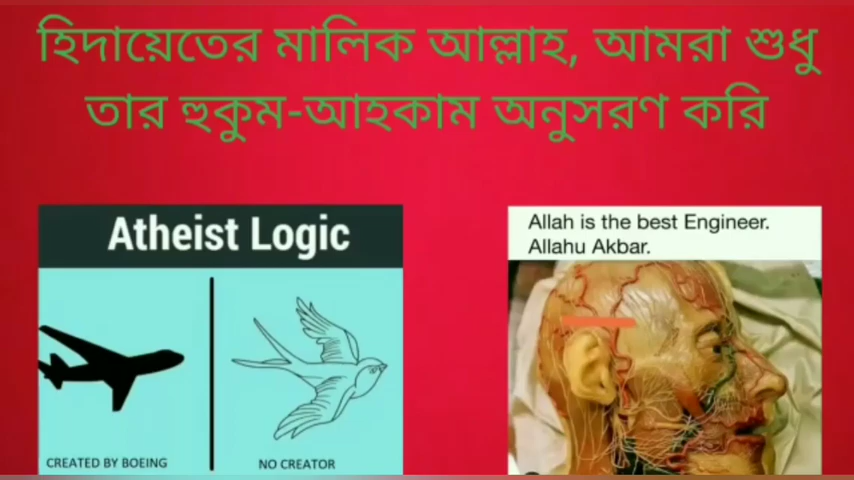 হিদায়েতের মালিক আল্লাহ, আমরা শুধু
তার হুকুম-আহকাম অনুসরণ করি
Atheist Logic
CREATED BY BOEING
NO CREATOR
Allah is the best Engineer.
Allahu Akbar.